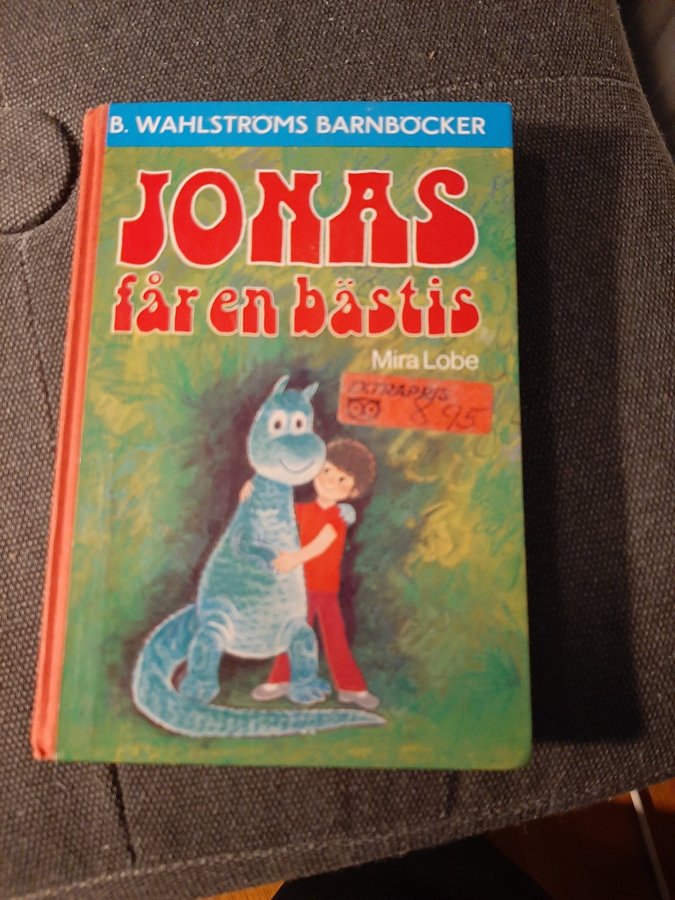 B. WAHLSTRÖMS BARNBÖCKER
JONAS
får en bästis
Mira Lobe
EXTRAPRIS
8.95